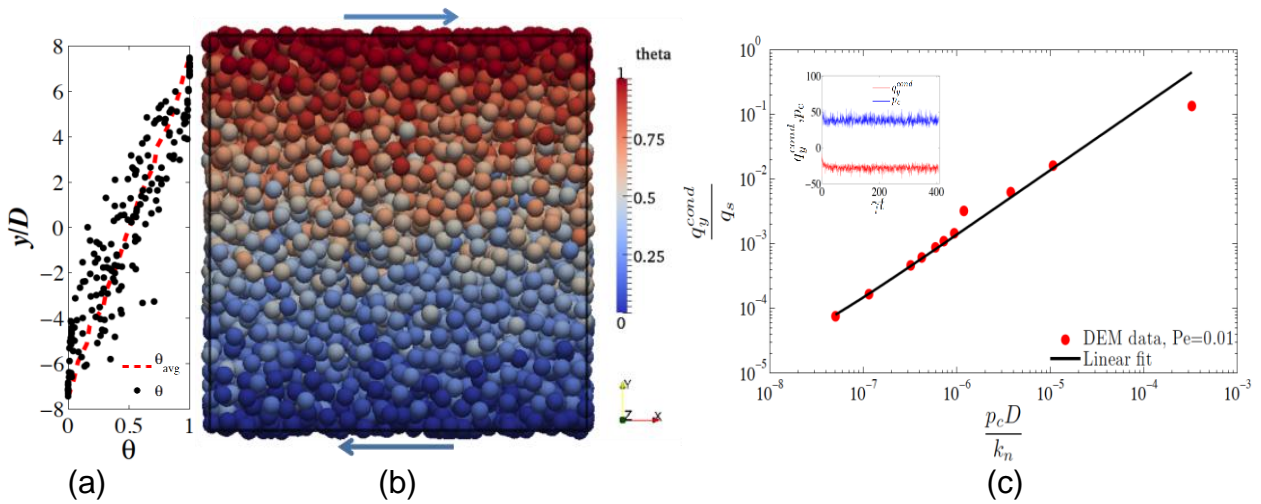 8
6
4
2
0
−2
−4
−6
−8
y/D
0
0.5
1
θ
θavg
θ
(a)
theta
1
0.75
0.5
0.25
0
Y
Z
X
(b)
10^0
10^-1
10^-2
10^-3
10^-4
10^-5
q_y^cond
q_s
100
50
0
−50
q_y^cond, p_c
q_y^cond
p_c
0
200
400
γ̇t
DEM data, Pe=0.01
Linear fit
10^-8
10^-7
10^-6
10^-5
10^-4
10^-3
p_cD
k_n
(c)